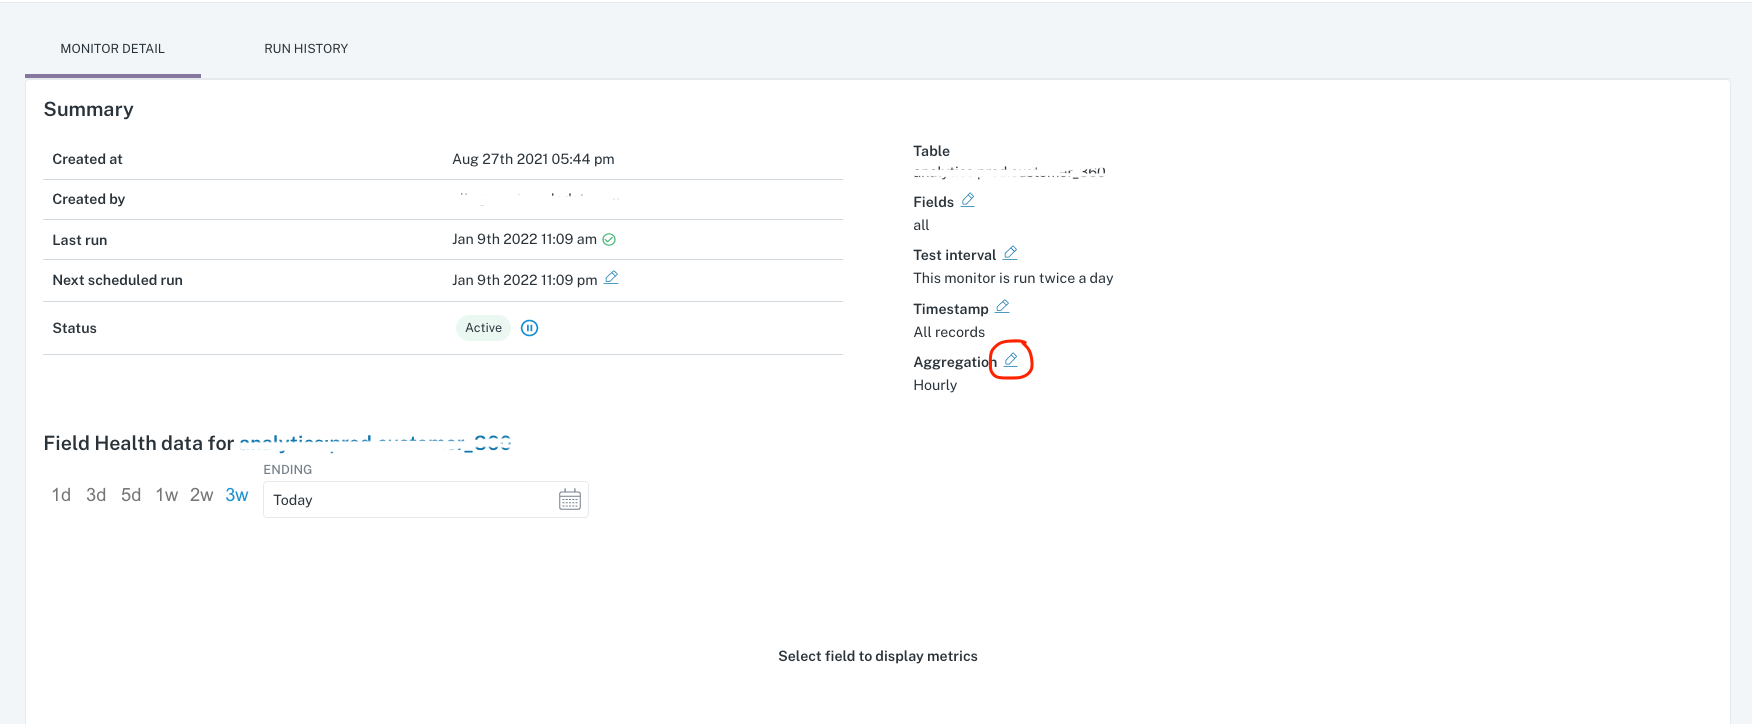 MONITOR DETAIL
RUN HISTORY
Summary
Created at Aug 27th 2021 05:44 pm
Created by
Last run Jan 9th 2022 11:09 am
Next scheduled run Jan 9th 2022 11:09 pm
Status Active
Table
Fields
all
Test interval
This monitor is run twice a day
Timestamp
All records
Aggregation
Hourly
Field Health data for
ENDING
1d 3d 5d 1w 2w 3w Today
Select field to display metrics